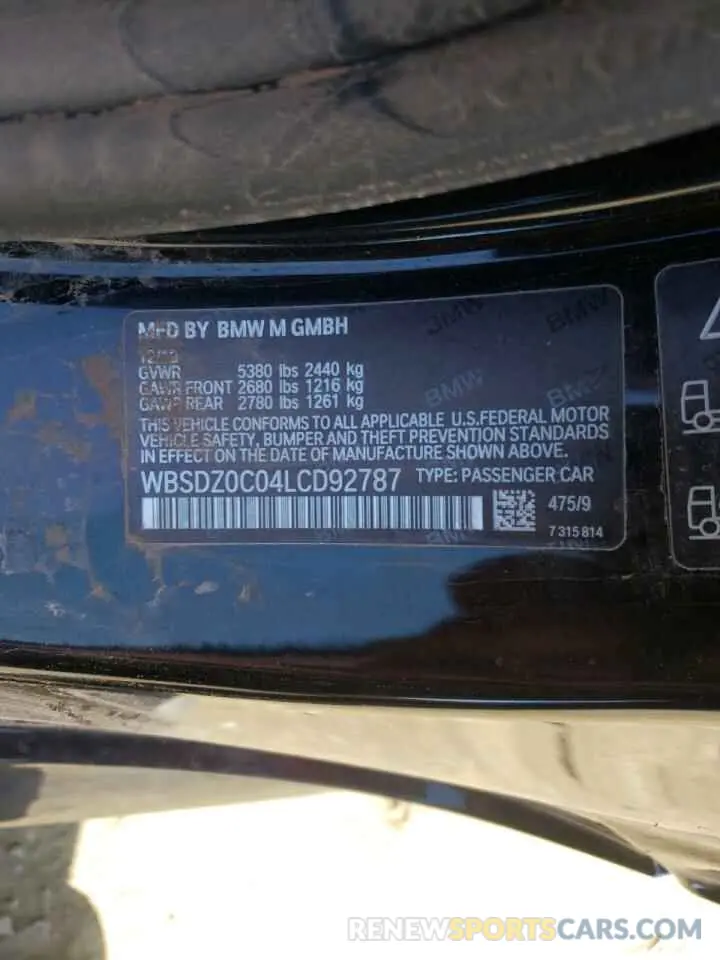 MFD BY BMW M GMBH
GVWR 5380 lbs 2440 kg
GAWR FRONT 2680 lbs 1216 kg
GAWR REAR 2780 lbs 1261 kg
THIS VEHICLE CONFORMS TO ALL APPLICABLE U.S.FEDERAL MOTOR
VEHICLE SAFETY, BUMPER AND THEFT PREVENTION STANDARDS
IN EFFECT ON THE DATE OF MANUFACTURE SHOWN ABOVE.
WBSDZ0C04LCD92787 TYPE: PASSENGER CAR
475/9
7 315 814
RENEWSPORTSCARS.COM